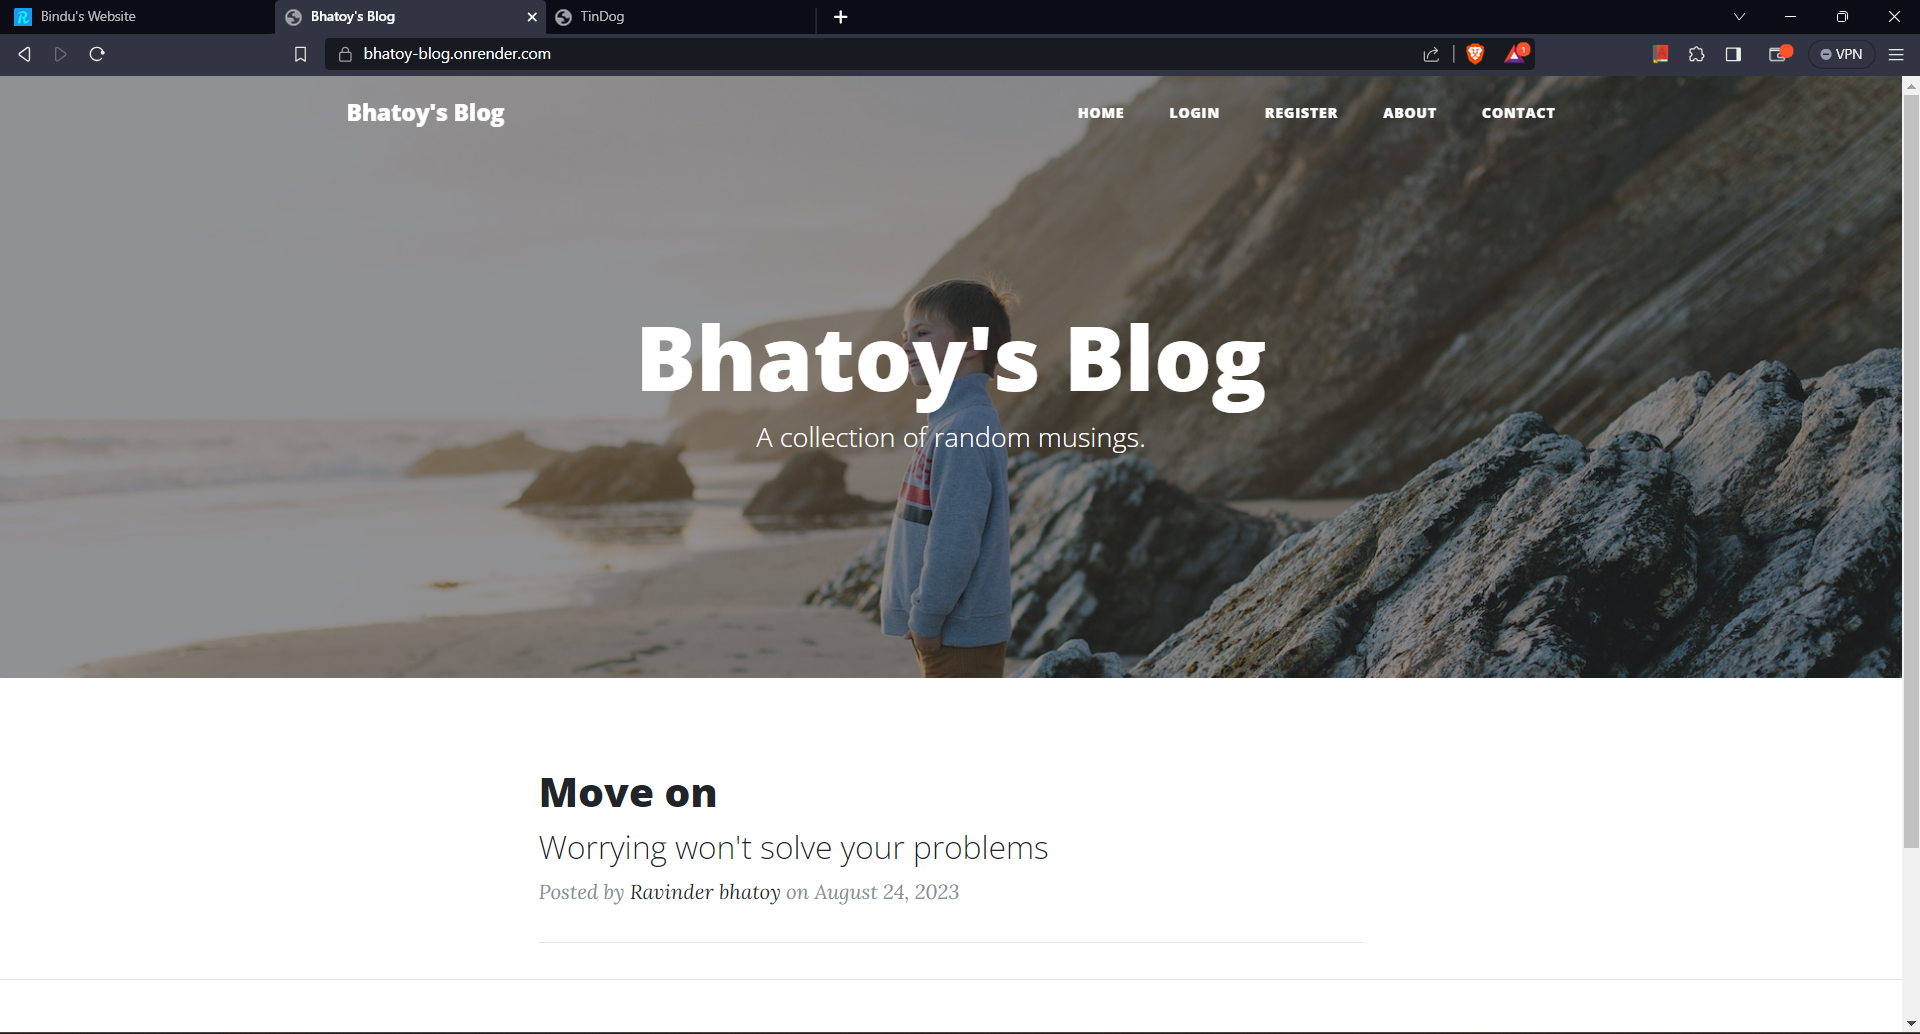 Bindu's Website
Bhatoy's Blog
TinDog
bhatoy-blog.onrender.com
1
VPN
Bhatoy's Blog
HOME
LOGIN
REGISTER
ABOUT
CONTACT
Bhatoy's Blog
A collection of random musings.
Move on
Worrying won't solve your problems
Posted by Ravinder bhatoy on August 24, 2023